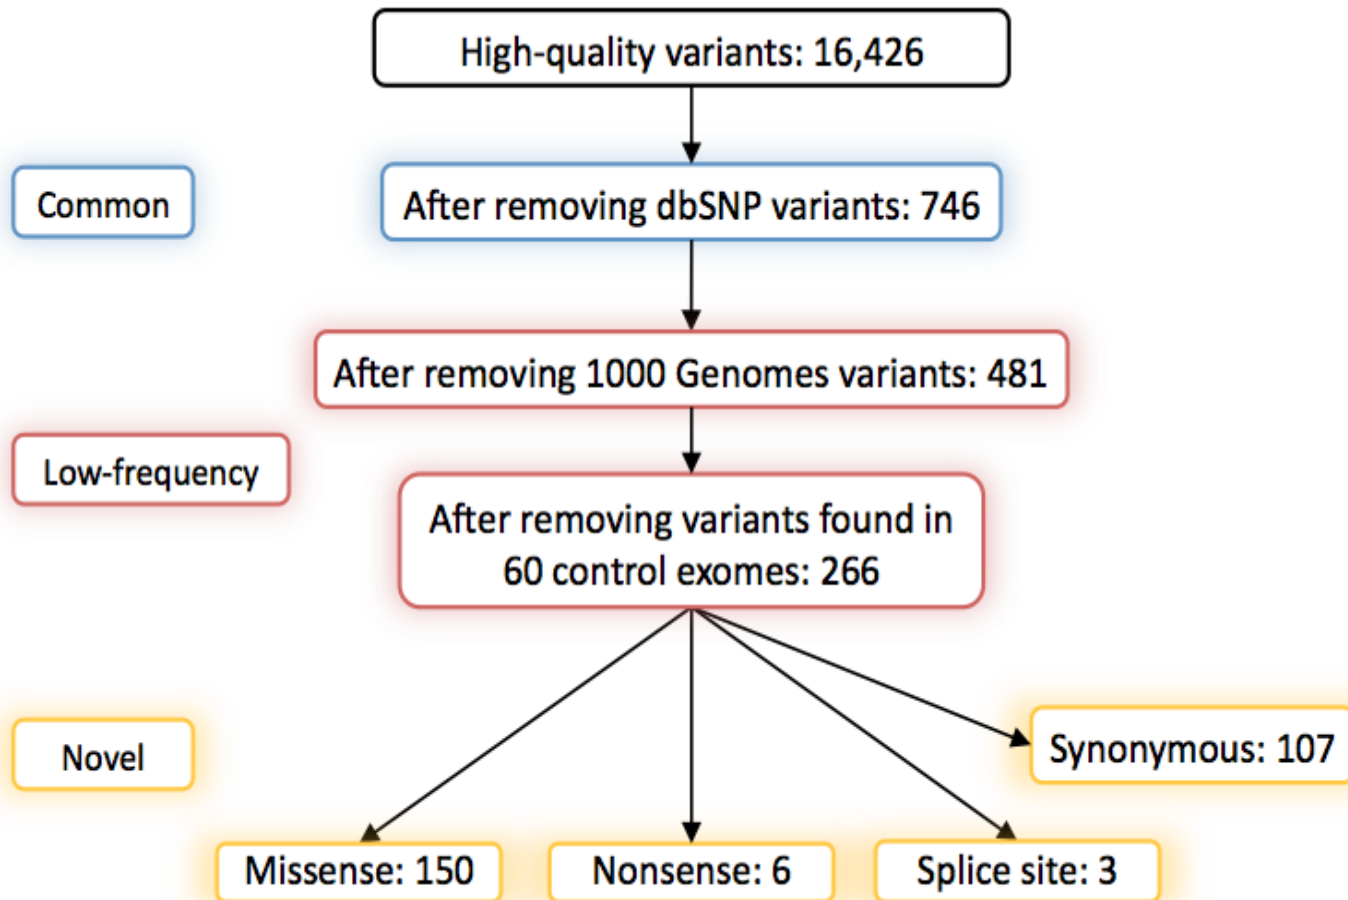 High-quality variants: 16,426
Common
After removing dbSNP variants: 746
After removing 1000 Genomes variants: 481
Low-frequency
After removing variants found in
60 control exomes: 266
Novel
Synonymous: 107
Missense: 150
Nonsense: 6
Splice site: 3